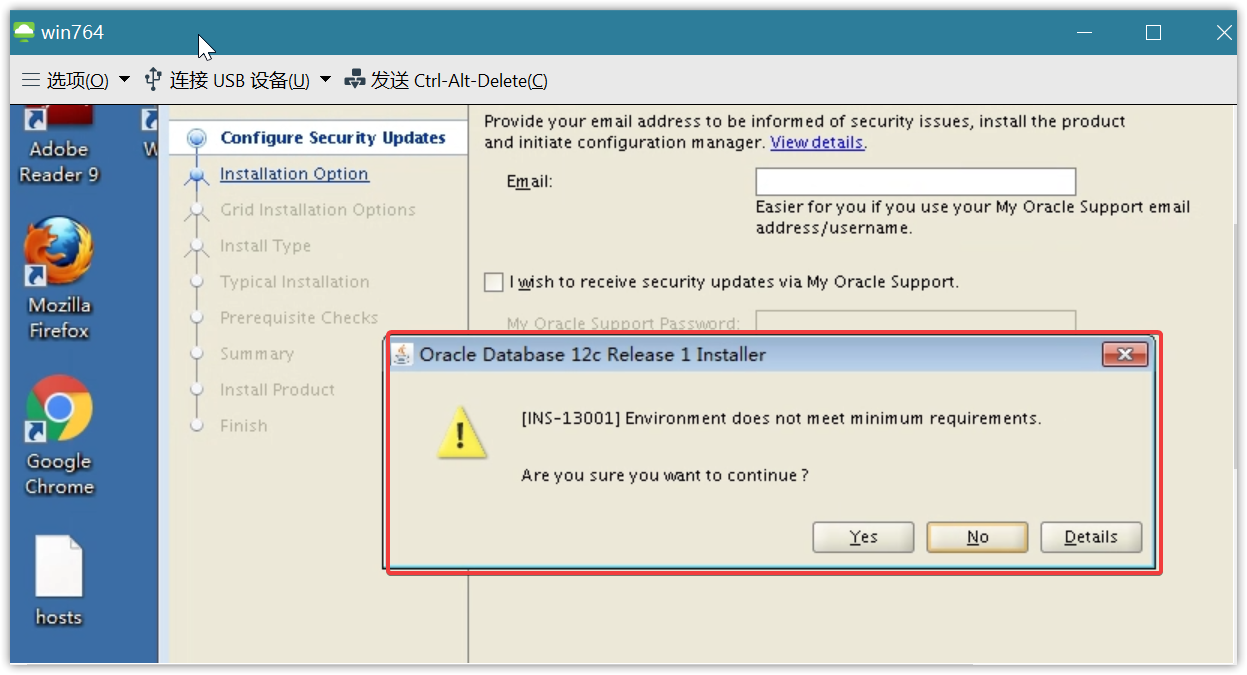 win764
选项(O) 连接 USB 设备(U) 发送 Ctrl-Alt-Delete(C)
Adobe
Reader 9
W
Mozilla
Firefox
Google
Chrome
hosts
Configure Security Updates
Installation Option
Grid Installation Options
Install Type
Typical Installation
Prerequisite Checks
Summary
Install Product
Finish
Provide your email address to be informed of security issues, install the product
and initiate configuration manager. View details.
Email:
Easier for you if you use your My Oracle Support email
address/username.
I wish to receive security updates via My Oracle Support.
My Oracle Support Password:
Oracle Database 12c Release 1 Installer
[INS-13001] Environment does not meet minimum requirements.
Are you sure you want to continue?
Yes No Details